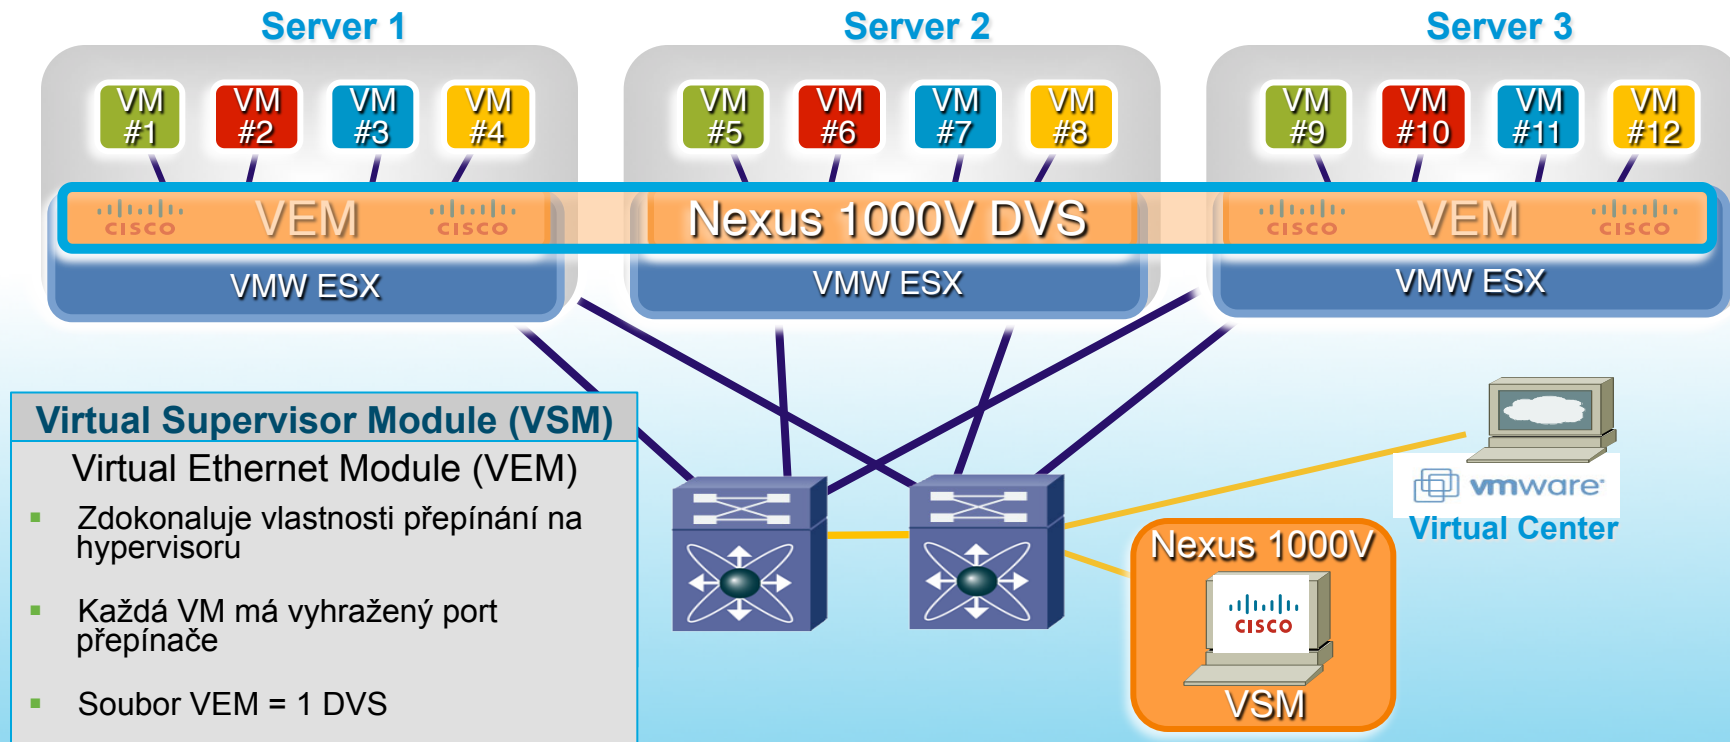 Server 1
Server 2
Server 3
VM
#1
VM
#2
VM
#3
VM
#4
VM
#5
VM
#6
VM
#7
VM
#8
VM
#9
VM
#10
VM
#11
VM
#12
CISCO
VEM
CISCO
Nexus 1000V DVS
CISCO
VEM
CISCO
VMW ESX
VMW ESX
VMW ESX
Virtual Supervisor Module (VSM)
Virtual Ethernet Module (VEM)
▪ Zdokonaluje vlastnosti přepínání na
hypervisoru
▪ Každá VM má vyhražený port
přepínače
▪ Soubor VEM = 1 DVS
vmware
Virtual Center
Nexus 1000V
CISCO
VSM